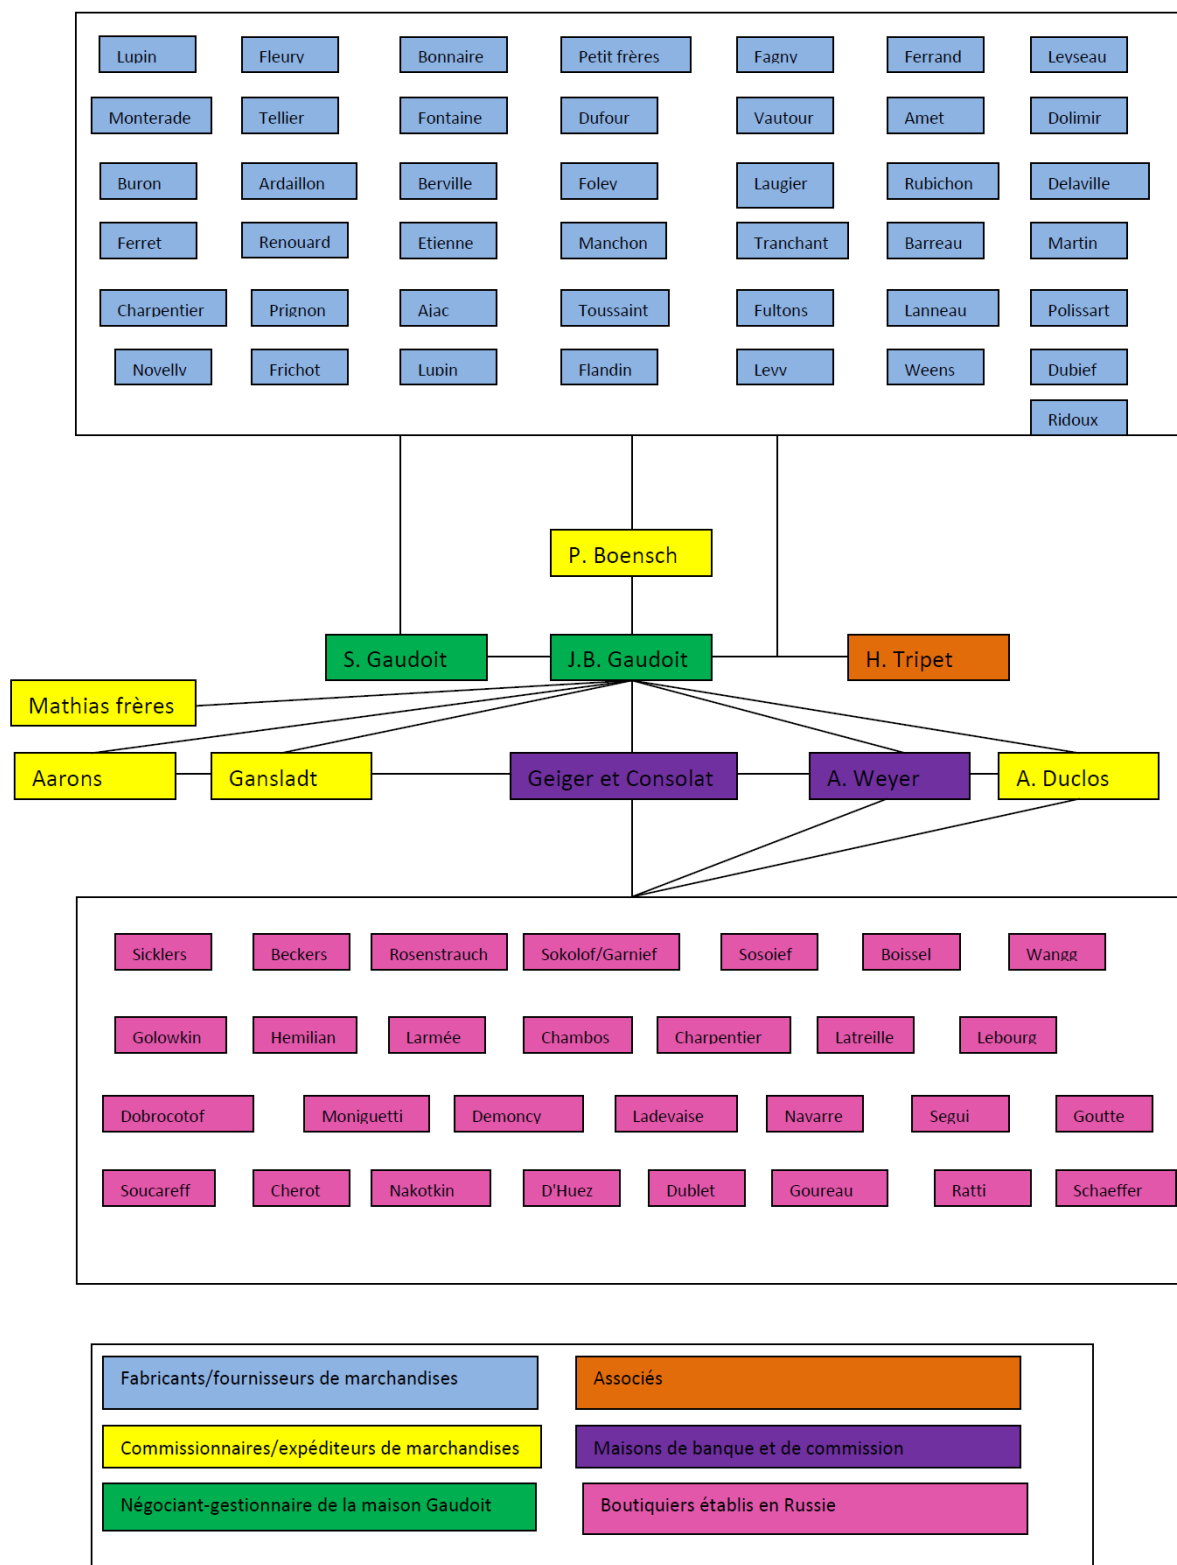 Lupin Fleury Bonnaire Petit frères Fagny Ferrand Leyseau
Monterade Tellier Fontaine Dufour Vautour Amet Dolimir
Buron Ardaillon Berville Foley Laugier Rubichon Delaville
Ferret Renouard Etienne Manchon Tranchant Barreau Martin
Charpentier Prignon Ajac Toussaint Fultons Lanneau Polissart
Novelly Frichot Lupin Flandin Levy Weens Dubief
Ridoux
P. Boensch
S. Gaudoit J.B. Gaudoit H. Tripet
Mathias frères
Aarons Gansladt Geiger et Consolat A. Weyer A. Duclos
Sicklers Beckers Rosenstrauch Sokolof/Garnief Sosoief Boissel Wangg
Golowkin Hemilian Larmée Chambos Charpentier Latreille Lebourg
Dobrocotof Moniguetti Demoncy Ladevaise Navarre Segui Goutte
Soucareff Cherot Nakotkin D'Huez Dublet Goureau Ratti Schaeffer
Fabricants/fournisseurs de marchandises Associés
Commissionnaires/expéditeurs de marchandises Maisons de banque et de commission
Négociant-gestionnaire de la maison Gaudoit Boutiquiers établis en Russie